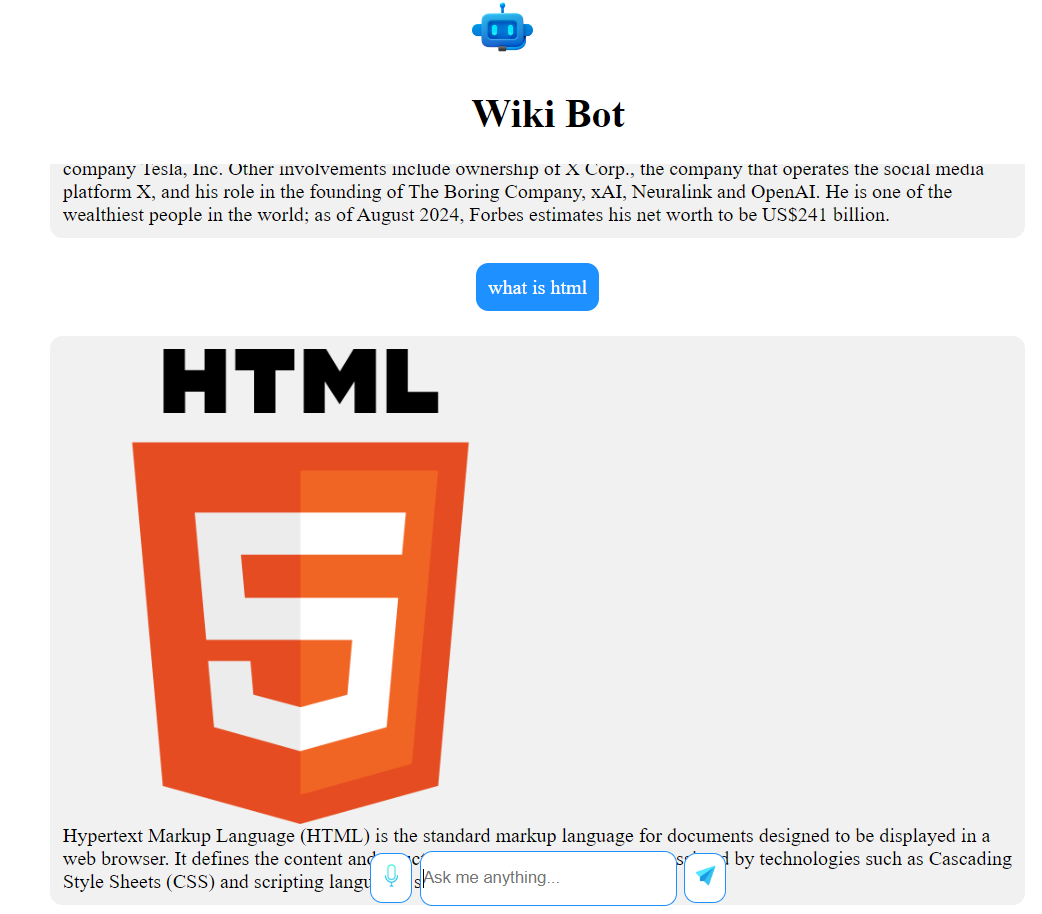 Wiki Bot
company Tesla, Inc. Other involvements include ownership of X Corp., the company that operates the social media
platform X, and his role in the founding of The Boring Company, xAI, Neuralink and OpenAI. He is one of the
wealthiest people in the world; as of August 2024, Forbes estimates his net worth to be US$241 billion.
what is html
HTML
5
Hypertext Markup Language (HTML) is the standard markup language for documents designed to be displayed in a
web browser. It defines the content and by technologies such as Cascading
Style Sheets (CSS) and scripting
Ask me anything...